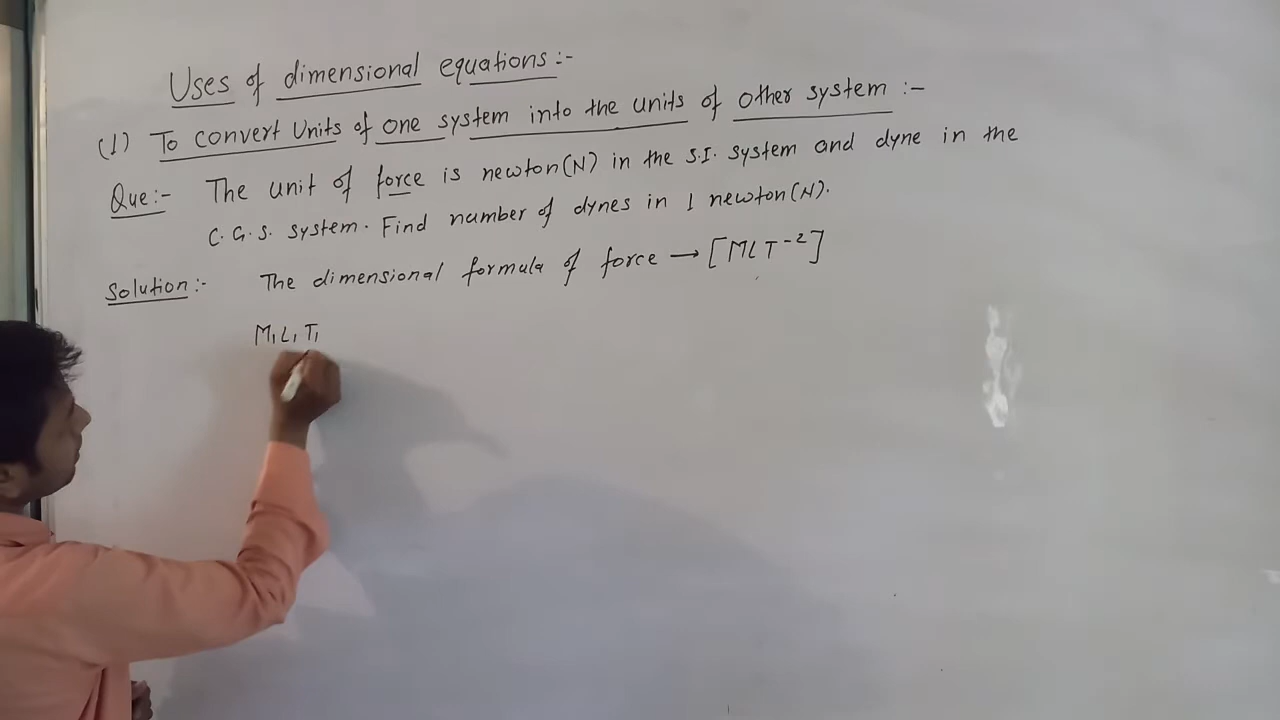 Uses of dimensional equations :-
(1) To convert Units of one system into the units of other system :-
Que:- The unit of force is newton(N) in the S.I. system and dyne in the
C.G.S. system. Find number of dynes in 1 newton(N).
Solution:- The dimensional formula of force → [MLT⁻²]
M₁L₁T₁